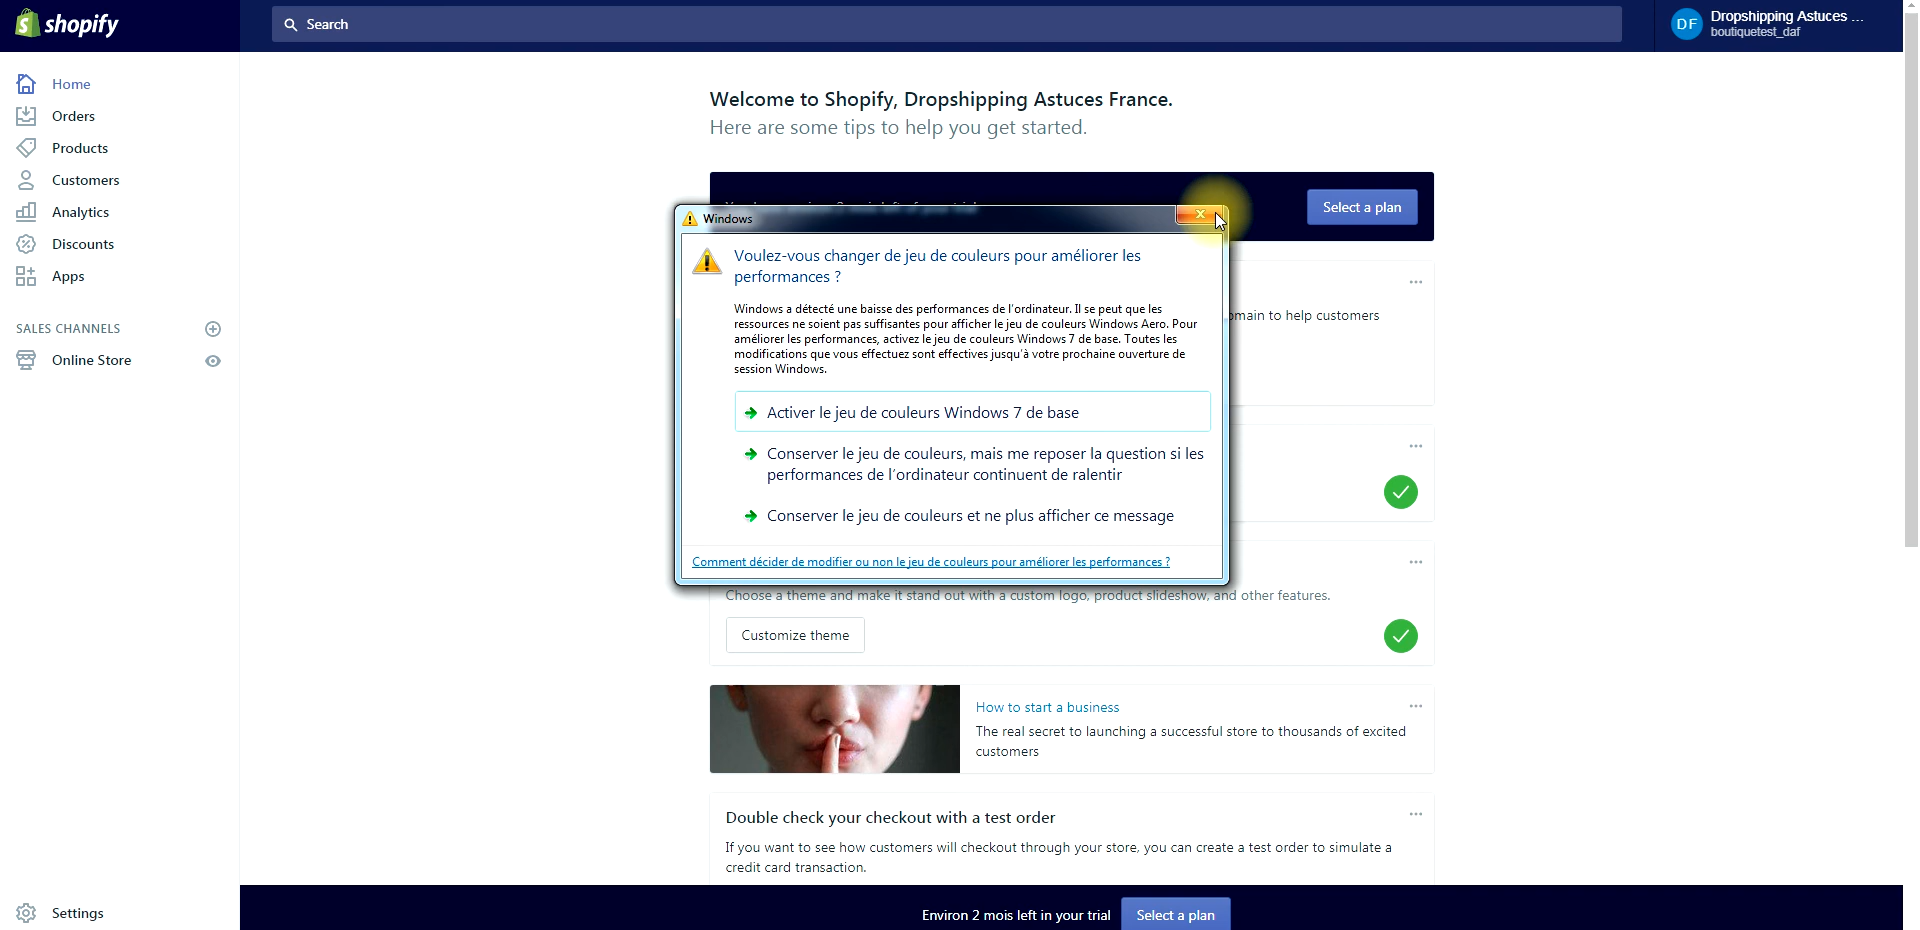 shopify
Search
DF
Dropshipping Astuces ...
boutiquetest_daf
Home
Orders
Products
Customers
Analytics
Discounts
Apps
SALES CHANNELS
Online Store
Settings
Welcome to Shopify, Dropshipping Astuces France.
Here are some tips to help you get started.
Select a plan
Windows
Voulez-vous changer de jeu de couleurs pour améliorer les
performances ?
Windows a détecté une baisse des performances de l'ordinateur. Il se peut que les
ressources ne soient pas suffisantes pour afficher le jeu de couleurs Windows Aero. Pour
améliorer les performances, activez le jeu de couleurs Windows 7 de base. Toutes les
modifications que vous effectuez sont effectives jusqu'à votre prochaine ouverture de
session Windows.
Activer le jeu de couleurs Windows 7 de base
Conserver le jeu de couleurs, mais me reposer la question si les
performances de l'ordinateur continuent de ralentir
Conserver le jeu de couleurs et ne plus afficher ce message
Comment décider de modifier ou non le jeu de couleurs pour améliorer les performances ?
to help customers
Choose a theme and make it stand out with a custom logo, product slideshow, and other features.
Customize theme
How to start a business
The real secret to launching a successful store to thousands of excited
customers
Double check your checkout with a test order
If you want to see how customers will checkout through your store, you can create a test order to simulate a
credit card transaction.
Environ 2 mois left in your trial
Select a plan